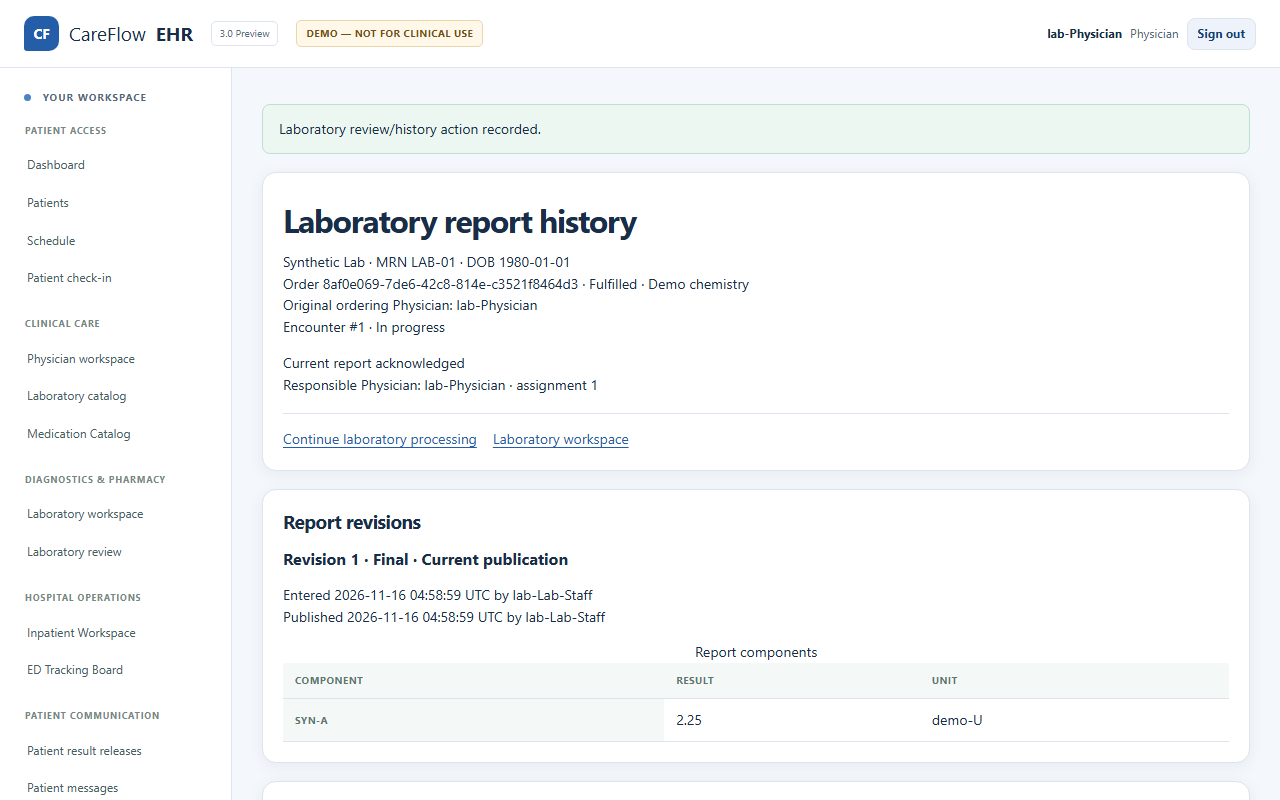 CF CareFlow EHR 3.0 Preview DEMO — NOT FOR CLINICAL USE lab-Physician Physician Sign out
YOUR WORKSPACE
PATIENT ACCESS
Dashboard
Patients
Schedule
Patient check-in
CLINICAL CARE
Physician workspace
Laboratory catalog
Medication Catalog
DIAGNOSTICS & PHARMACY
Laboratory workspace
Laboratory review
HOSPITAL OPERATIONS
Inpatient Workspace
ED Tracking Board
PATIENT COMMUNICATION
Patient result releases
Patient messages
Laboratory review/history action recorded.
Laboratory report history
Synthetic Lab · MRN LAB-01 · DOB 1980-01-01
Order 8af0e069-7de6-42c8-814e-c3521f8464d3 · Fulfilled · Demo chemistry
Original ordering Physician: lab-Physician
Encounter #1 · In progress
Current report acknowledged
Responsible Physician: lab-Physician · assignment 1
Continue laboratory processing Laboratory workspace
Report revisions
Revision 1 · Final · Current publication
Entered 2026-11-16 04:58:59 UTC by lab-Lab-Staff
Published 2026-11-16 04:58:59 UTC by lab-Lab-Staff
Report components
COMPONENT RESULT UNIT
SYN-A 2.25 demo-U